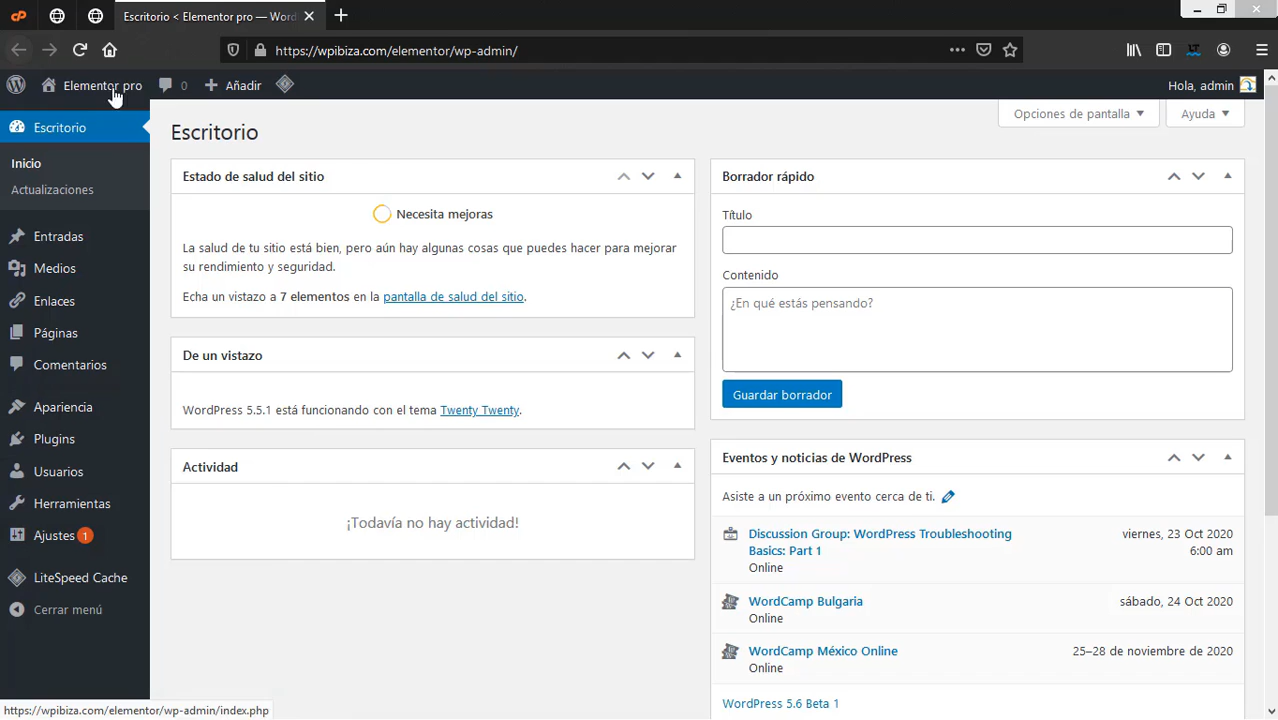 Escritorio < Elementor pro — Word
https://wpibiza.com/elementor/wp-admin/
Elementor pro
0
Añadir
Hola, admin
Escritorio
Inicio
Actualizaciones
Entradas
Medios
Enlaces
Páginas
Comentarios
Apariencia
Plugins
Usuarios
Herramientas
Ajustes 1
LiteSpeed Cache
Cerrar menú
Opciones de pantalla
Ayuda
Escritorio
Estado de salud del sitio
Necesita mejoras
La salud de tu sitio está bien, pero aún hay algunas cosas que puedes hacer para mejorar
su rendimiento y seguridad.
Echa un vistazo a 7 elementos en la pantalla de salud del sitio.
De un vistazo
WordPress 5.5.1 está funcionando con el tema Twenty Twenty.
Actividad
¡Todavía no hay actividad!
Borrador rápido
Título
Contenido
¿En qué estás pensando?
Guardar borrador
Eventos y noticias de WordPress
Asiste a un próximo evento cerca de ti.
Discussion Group: WordPress Troubleshooting
Basics: Part 1
Online
viernes, 23 Oct 2020
6:00 am
WordCamp Bulgaria
Online
sábado, 24 Oct 2020
WordCamp México Online
Online
25–28 de noviembre de 2020
WordPress 5.6 Beta 1
https://wpibiza.com/elementor/wp-admin/index.php